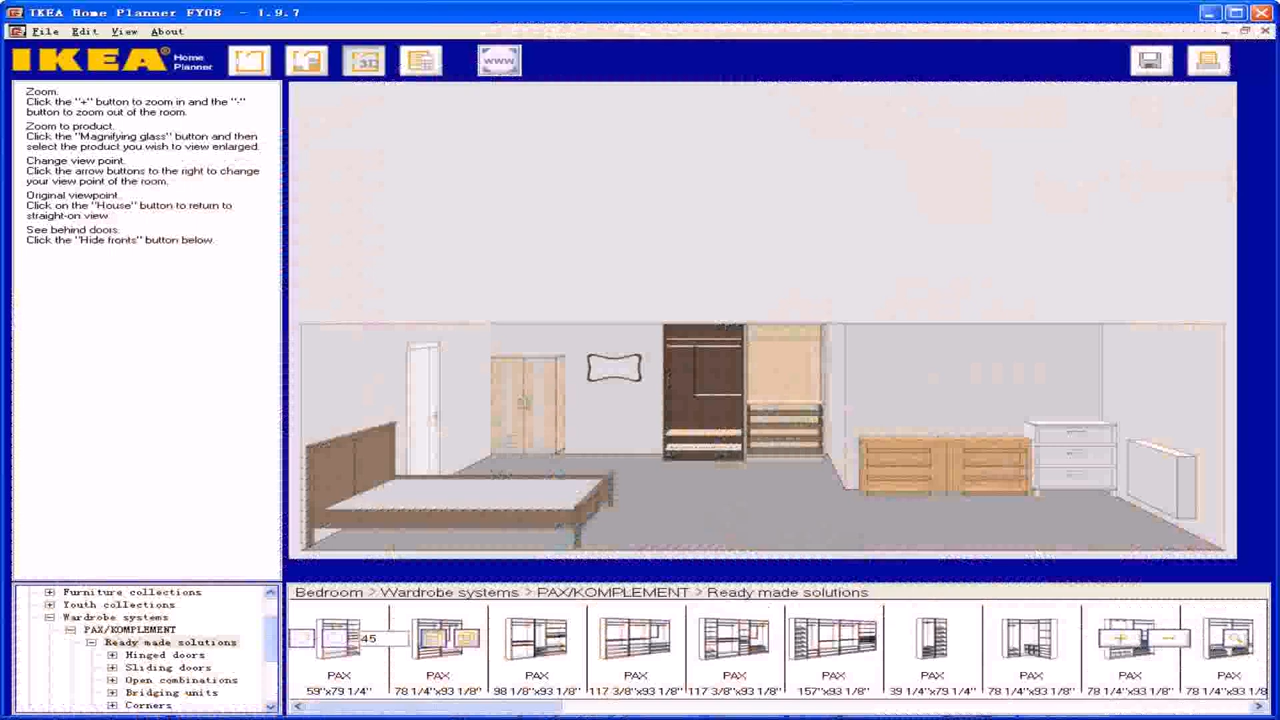 IKEA Home Planner FY08 - 1.9.7
File Edit View About
IKEA® Home Planner
3D
www
Zoom.
Click the "+" button to zoom in and the "-" button to zoom out of the room.
Zoom to product.
Click the "Magnifying glass" button and then
select the product you wish to view enlarged.
Change view point.
Click the arrow buttons to the right to change
your view point of the room.
Original viewpoint.
Click on the "House" button to return to
straight-on view.
See behind doors.
Click the "Hide fronts" button below.
Furniture collections
Youth collections
Wardrobe systems
PAX/KOMPLEMENT
Ready made solutions
Hinged doors
Sliding doors
Open combinations
Bridging units
Corners
Bedroom > Wardrobe systems > PAX/KOMPLEMENT > Ready made solutions
45
PAX
59"x79 1/4"
PAX
78 1/4"x93 1/8"
PAX
98 1/8"x93 1/8"
PAX
117 3/8"x93 1/8"
PAX
117 3/8"x93 1/8"
PAX
157"x93 1/8"
PAX
39 1/4"x79 1/4"
PAX
78 1/4"x93 1/8"
PAX
78 1/4"x93 1/8"
PAX
78 1/4"x93 1/8